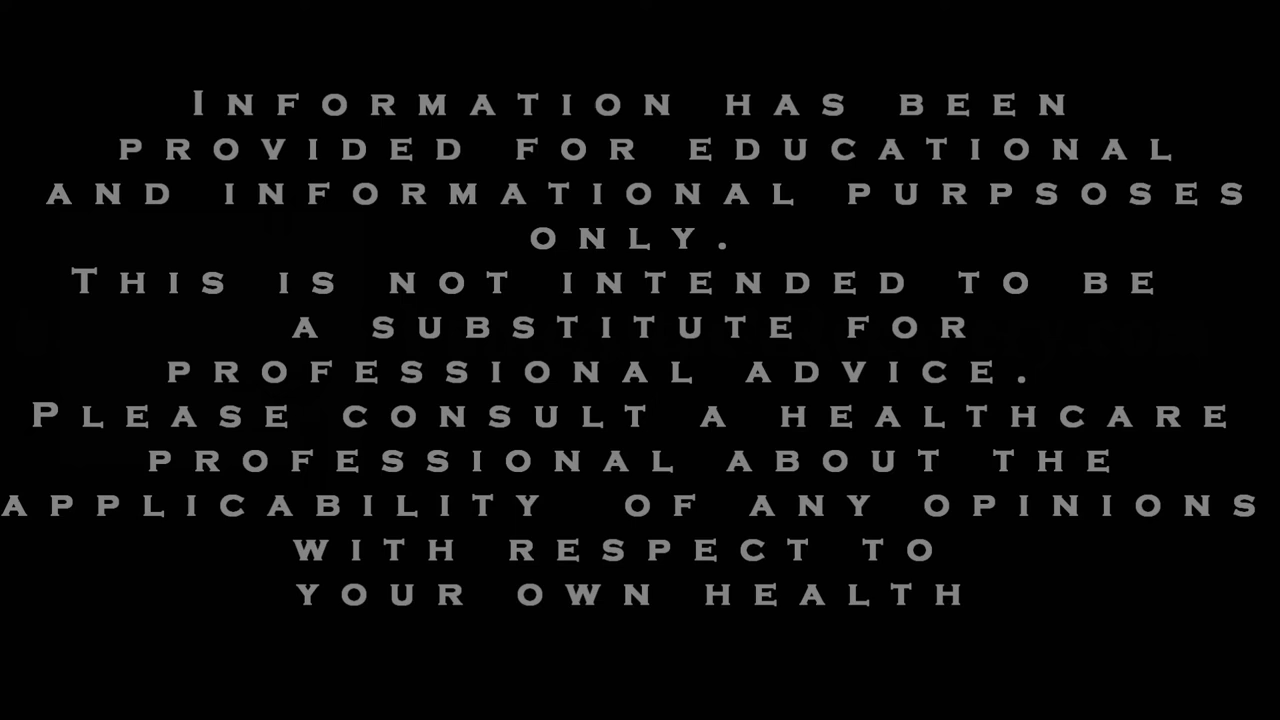 Information has been
provided for educational
and informational purpsoses
only.
This is not intended to be
a substitute for
professional advice.
Please consult a healthcare
professional about the
applicability of any opinions
with respect to
your own health